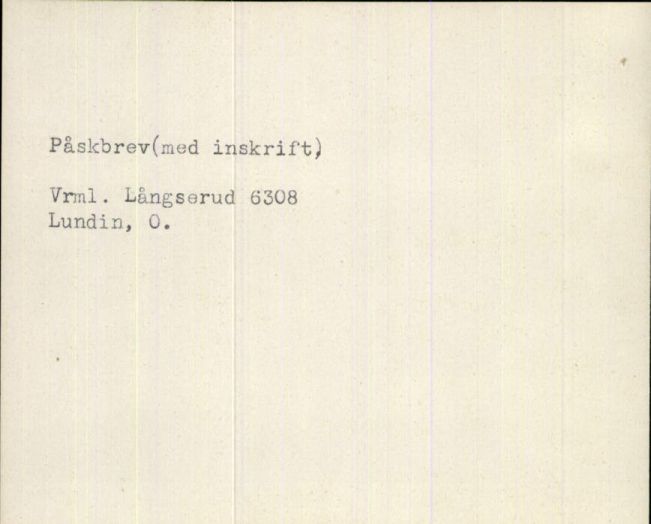 Påskbrev(med inskrift)
Vrml. Långserud 6308
Lundin, O.